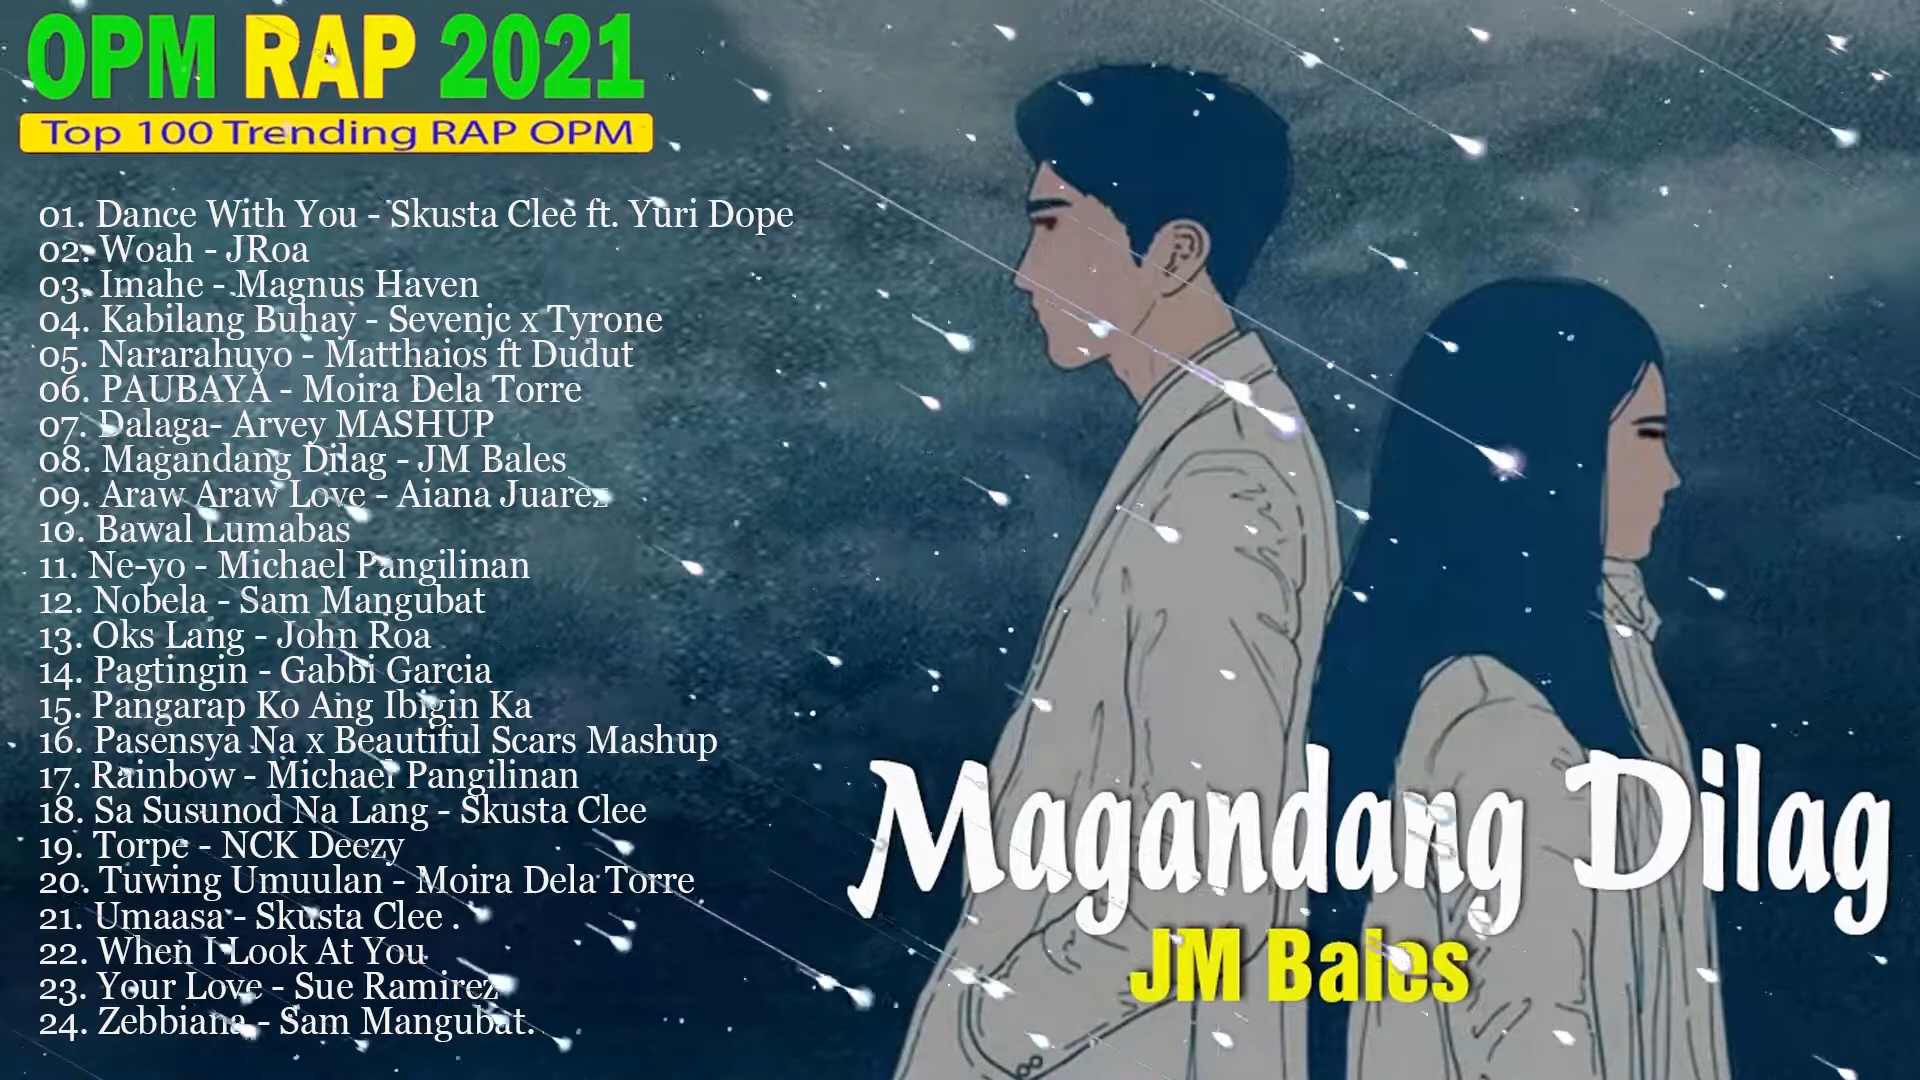 OPM RAP 2021
Top 100 Trending RAP OPM
01. Dance With You - Skusta Clee ft. Yuri Dope
02. Woah - JRoa
03. Imahe - Magnus Haven
04. Kabilang Buhay - Sevenjc x Tyrone
05. Nararahuyo - Matthaios ft Dudut
06. PAUBAYA - Moira Dela Torre
07. Dalaga- Arvey MASHUP
08. Magandang Dilag - JM Bales
09. Araw Araw Love - Aiana Juarez
10. Bawal Lumabas
11. Ne-yo - Michael Pangilinan
12. Nobela - Sam Mangubat
13. Oks Lang - John Roa
14. Pagtingin - Gabbi Garcia
15. Pangarap Ko Ang Ibigin Ka
16. Pasensya Na x Beautiful Scars Mashup
17. Rainbow - Michael Pangilinan
18. Sa Susunod Na Lang - Skusta Clee
19. Torpe - NCK Deezy
20. Tuwing Umuulan - Moira Dela Torre
21. Umaasa - Skusta Clee .
22. When I Look At You
23. Your Love - Sue Ramirez
24. Zebbiana - Sam Mangubat.
Magandang Dilag
JM Bales